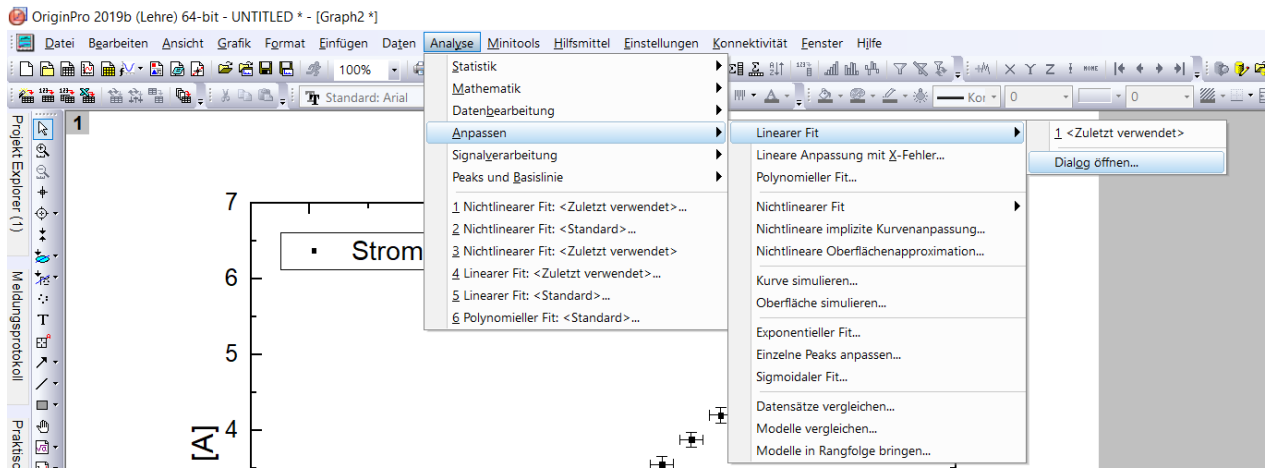 OriginPro 2019b (Lehre) 64-bit - UNTITLED * - [Graph2 *]
Datei Bearbeiten Ansicht Grafik Format Einfügen Daten Analyse Minitools Hilfsmittel Einstellungen Konnektivität Fenster Hilfe
100%
X Y Z
Standard: Arial
Kor 0 0
Projekt Explorer (1)
Meldungsprotokoll
1
Statistik
Mathematik
Datenbearbeitung
Anpassen
Signalverarbeitung
Peaks und Basislinie
1 Nichtlinearer Fit: <Zuletzt verwendet>...
2 Nichtlinearer Fit: <Standard>...
3 Nichtlinearer Fit: <Zuletzt verwendet>
4 Linearer Fit: <Zuletzt verwendet>...
5 Linearer Fit: <Standard>...
6 Polynomieller Fit: <Standard>...
Linearer Fit
Lineare Anpassung mit X-Fehler...
Polynomieller Fit...
Nichtlinearer Fit
Nichtlineare implizite Kurvenanpassung...
Nichtlineare Oberflächenapproximation...
Kurve simulieren...
Oberfläche simulieren...
Exponentieller Fit...
Einzelne Peaks anpassen...
Sigmoidaler Fit...
Datensätze vergleichen...
Modelle vergleichen...
Modelle in Rangfolge bringen...
1 <Zuletzt verwendet>
Dialog öffnen...
7
Strom
6
5
4
[A]